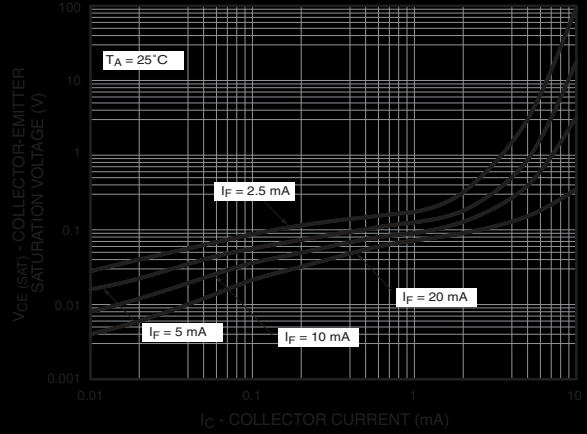 100
10
1
0.1
0.01
0.001
V CE (SAT) - COLLECTOR-EMITTER
SATURATION VOLTAGE (V)
TA = 25˚C
IF = 2.5 mA
IF = 20 mA
IF = 5 mA
IF = 10 mA
0.01
0.1
1
10
IC - COLLECTOR CURRENT (mA)